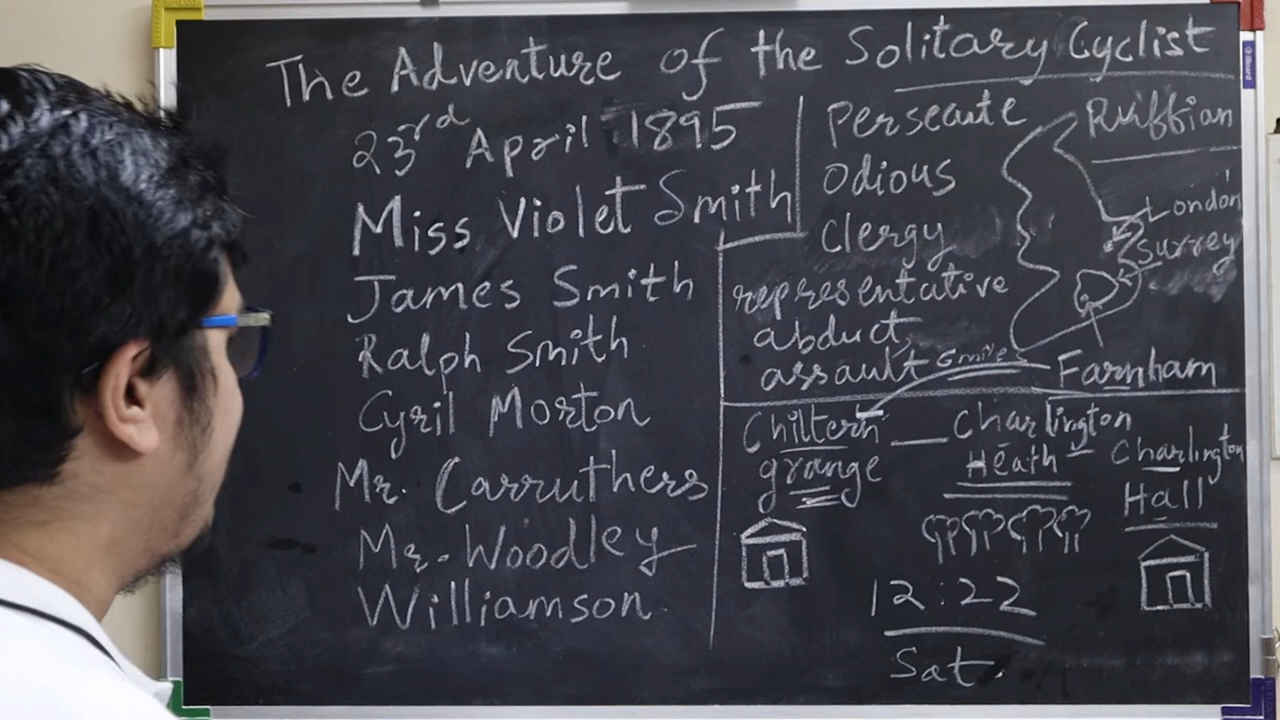 The Adventure of the Solitary Cyclist
23rd April 1895
Miss Violet Smith
James Smith
Ralph Smith
Cyril Morton
Mr. Carruthers
Mr. Woodley
Williamson
Persecute
Odious
Clergy
representative
abduct,
assault
Ruffian
London
Surrey
6miles
Farnham
Chiltern
grange
Charlington
Heath
Charlington
Hall
12:22
Sat.